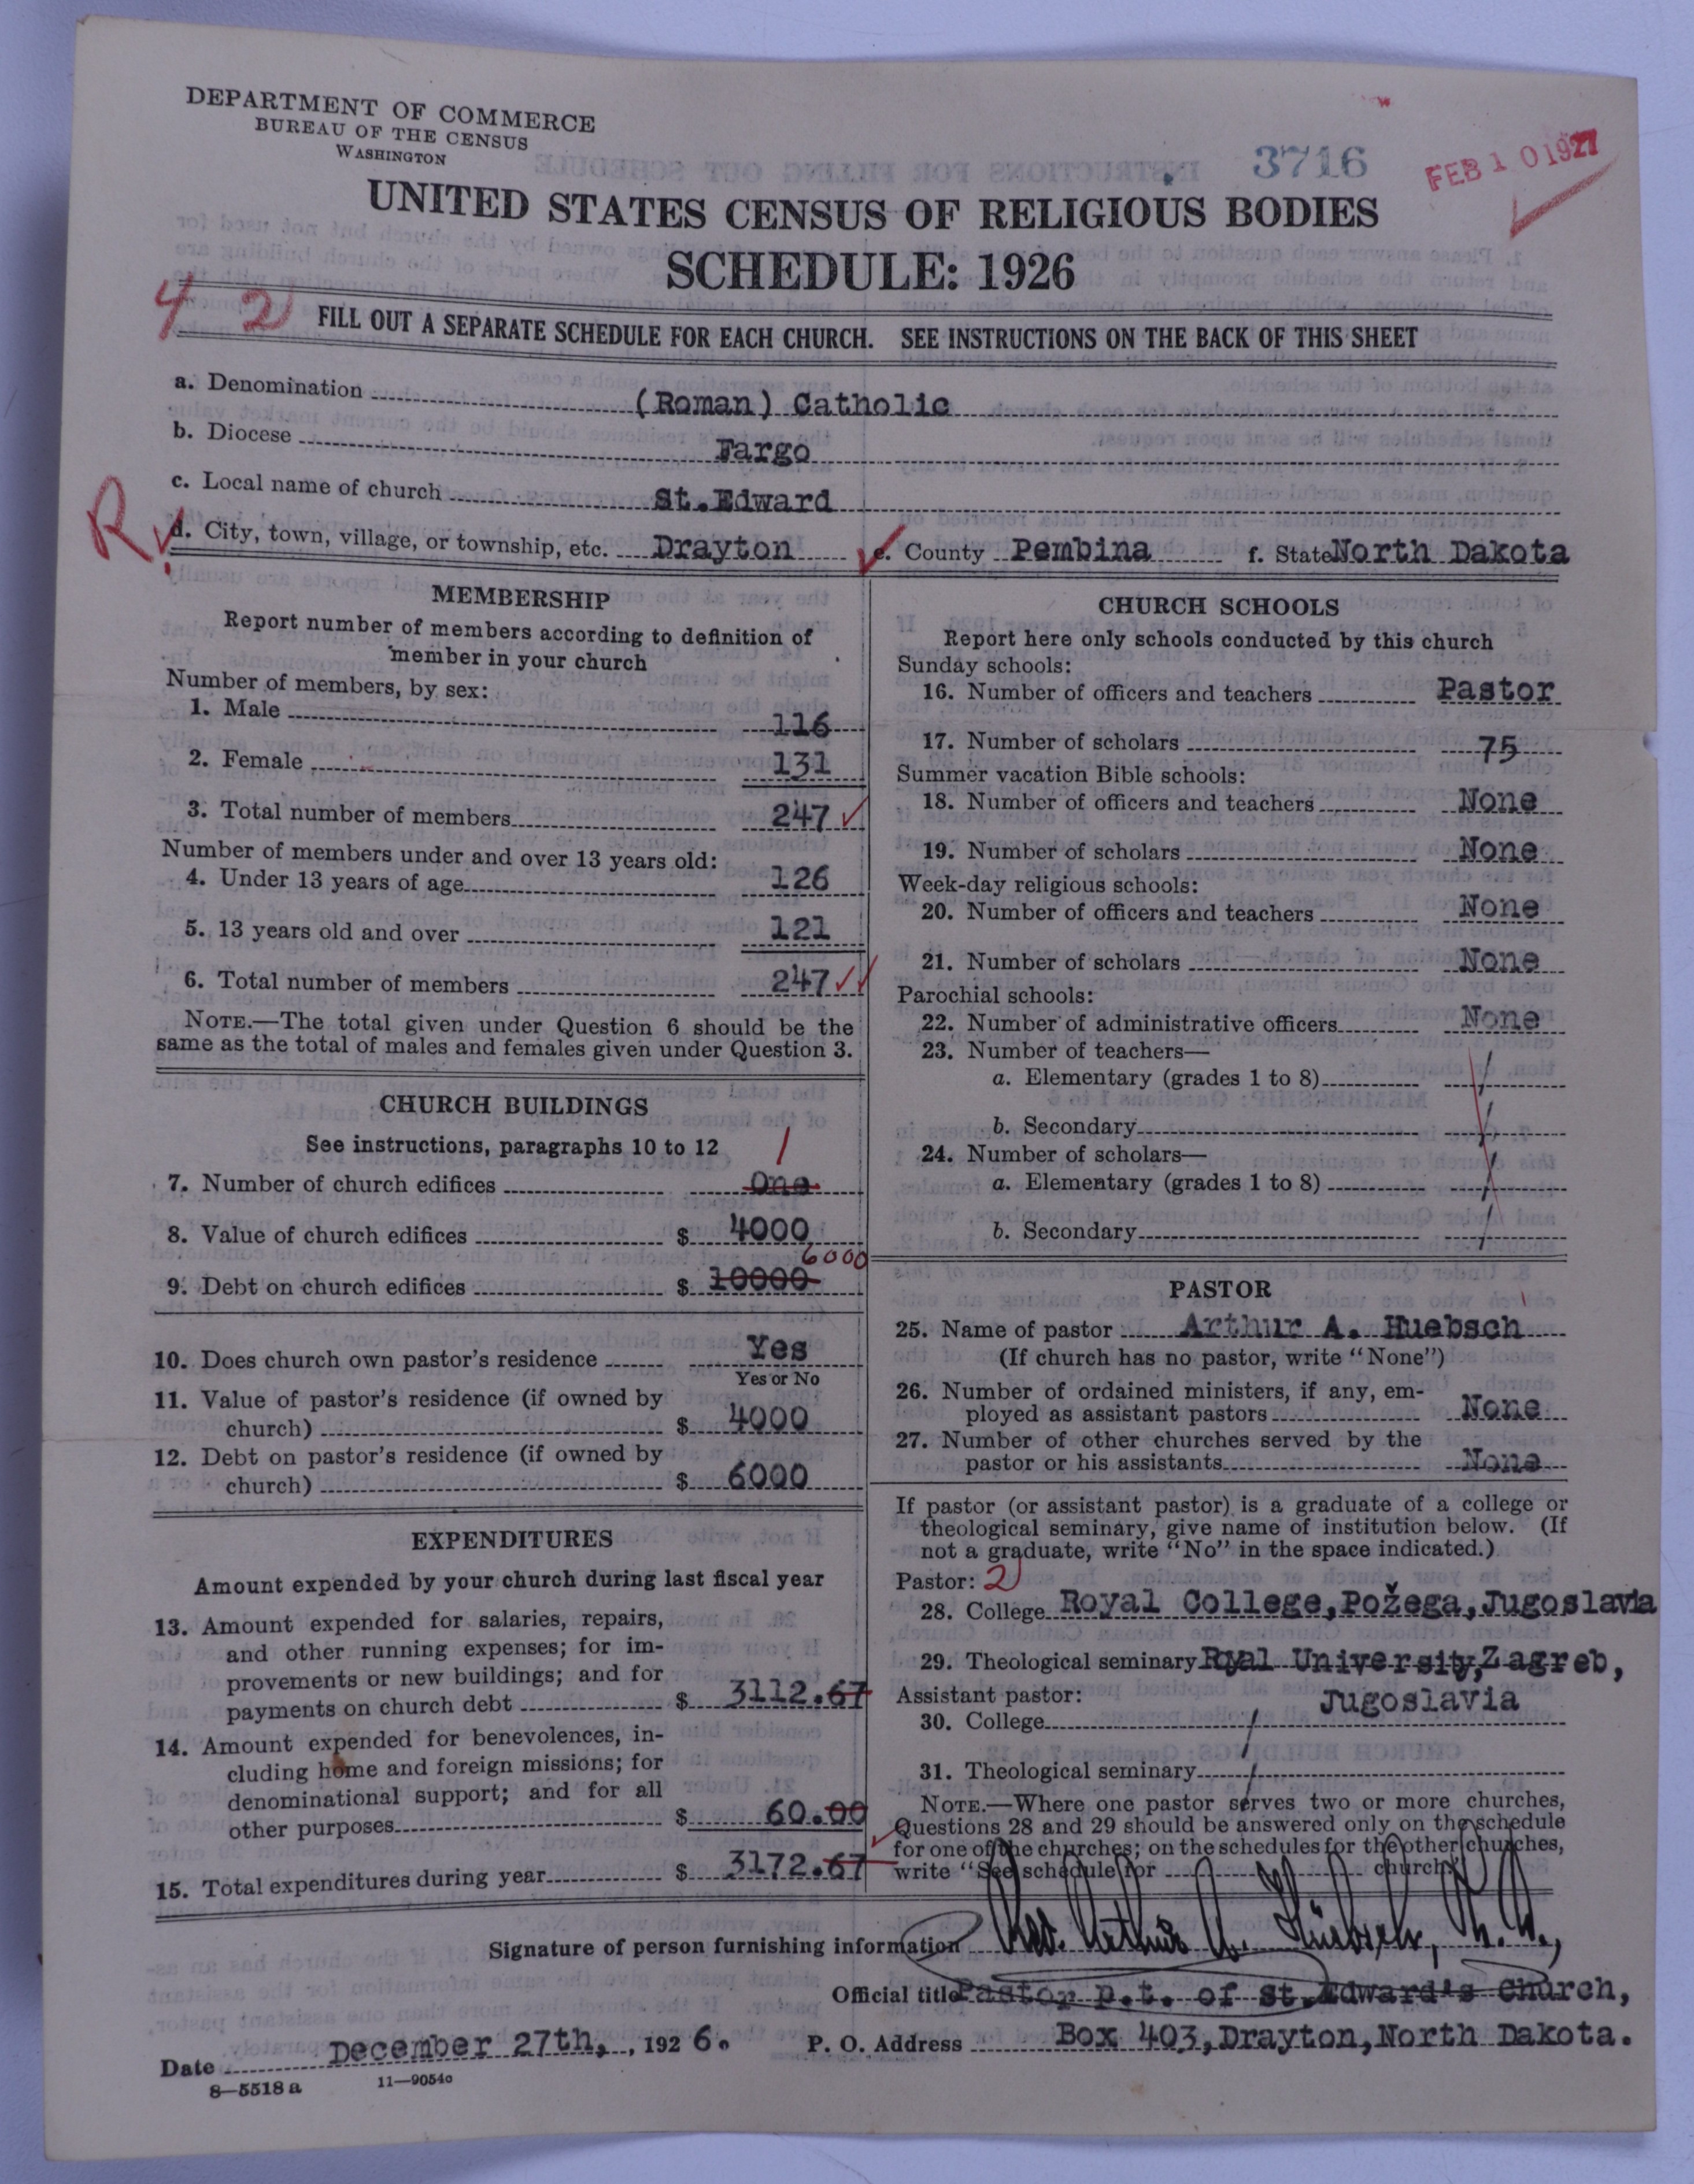 DEPARTMENT OF COMMERCE
BUREAU OF THE CENSUS
WASHINGTON
3716
FEB 10 1927
UNITED STATES CENSUS OF RELIGIOUS BODIES
SCHEDULE: 1926
4 2
FILL OUT A SEPARATE SCHEDULE FOR EACH CHURCH. SEE INSTRUCTIONS ON THE BACK OF THIS SHEET
a. Denomination (Roman) Catholic
b. Diocese Fargo
c. Local name of church St.Edward
R
d. City, town, village, or township, etc. Drayton e. County Pembina f. State North Dakota
MEMBERSHIP
Report number of members according to definition of
member in your church
Number of members, by sex:
1. Male 116
2. Female 131
3. Total number of members 247
Number of members under and over 13 years old:
4. Under 13 years of age 126
5. 13 years old and over 121
6. Total number of members 247
NOTE.—The total given under Question 6 should be the
same as the total of males and females given under Question 3.
CHURCH BUILDINGS
See instructions, paragraphs 10 to 12
1
7. Number of church edifices One
8. Value of church edifices $ 4000
6000
9. Debt on church edifices $ 10000
10. Does church own pastor's residence Yes
Yes or No
11. Value of pastor's residence (if owned by
church) $ 4000
12. Debt on pastor's residence (if owned by
church) $ 6000
EXPENDITURES
Amount expended by your church during last fiscal year
13. Amount expended for salaries, repairs,
and other running expenses; for im-
provements or new buildings; and for
payments on church debt $ 3112.67
14. Amount expended for benevolences, in-
cluding home and foreign missions; for
denominational support; and for all
other purposes $ 60.00
15. Total expenditures during year $ 3172.67
CHURCH SCHOOLS
Report here only schools conducted by this church
Sunday schools:
16. Number of officers and teachers Pastor
17. Number of scholars 75
Summer vacation Bible schools:
18. Number of officers and teachers None
19. Number of scholars None
Week-day religious schools:
20. Number of officers and teachers None
21. Number of scholars None
Parochial schools:
22. Number of administrative officers None
23. Number of teachers—
a. Elementary (grades 1 to 8) /
b. Secondary /
24. Number of scholars—
a. Elementary (grades 1 to 8) /
b. Secondary /
PASTOR
25. Name of pastor Arthur A. Huebsch
(If church has no pastor, write "None")
26. Number of ordained ministers, if any, em-
ployed as assistant pastors None
27. Number of other churches served by the
pastor or his assistants None
If pastor (or assistant pastor) is a graduate of a college or
theological seminary, give name of institution below. (If
not a graduate, write "No" in the space indicated.)
Pastor: 2
28. College Royal College,Požega,Jugoslavia
29. Theological seminary Royal University,Zagreb,
Jugoslavia
Assistant pastor:
30. College /
31. Theological seminary /
NOTE.—Where one pastor serves two or more churches,
Questions 28 and 29 should be answered only on the schedule
for one of the churches; on the schedules for the other churches,
write "See schedule for church"
Signature of person furnishing information Rev. Arthur A. Hübsch,
Official title Pastor p.t. of St.Edward's Church,
Date December 27th, , 1926. P. O. Address Box 403,Drayton,North Dakota.
8—5518 a 11—9054